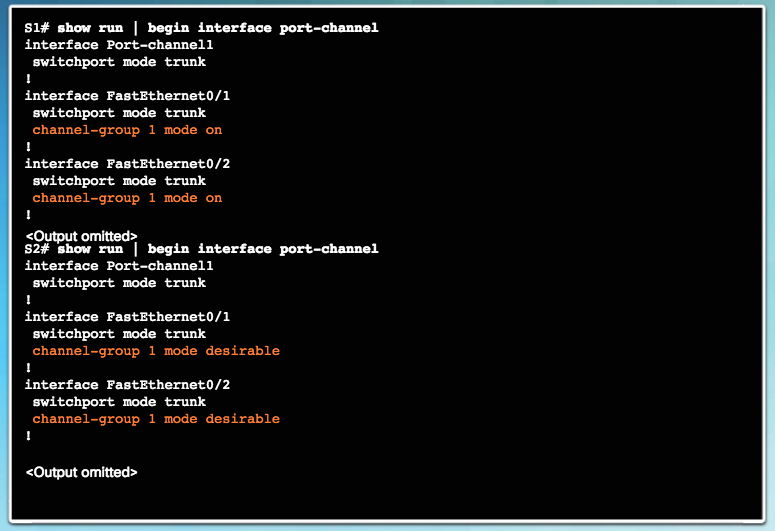 S1# show run | begin interface port-channel
interface Port-channel1
 switchport mode trunk
!
interface FastEthernet0/1
 switchport mode trunk
 channel-group 1 mode on
!
interface FastEthernet0/2
 switchport mode trunk
 channel-group 1 mode on
!
<Output omitted>
S2# show run | begin interface port-channel
interface Port-channel1
 switchport mode trunk
!
interface FastEthernet0/1
 switchport mode trunk
 channel-group 1 mode desirable
!
interface FastEthernet0/2
 switchport mode trunk
 channel-group 1 mode desirable
!
<Output omitted>